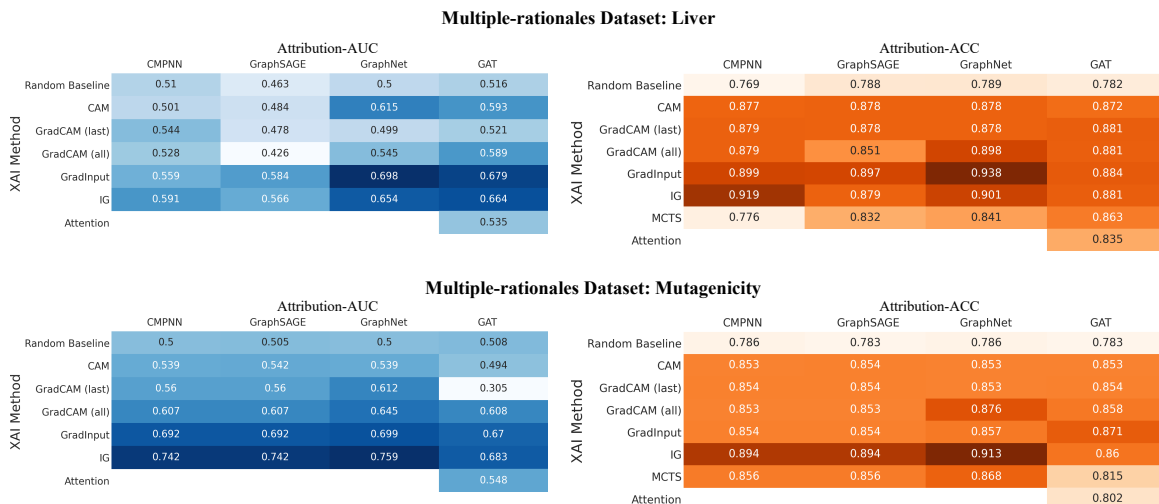 Multiple-rationales Dataset: Liver
Attribution-AUC
CMPNN GraphSAGE GraphNet GAT
XAI Method
Random Baseline 0.51 0.463 0.5 0.516
CAM 0.501 0.484 0.615 0.593
GradCAM (last) 0.544 0.478 0.499 0.521
GradCAM (all) 0.528 0.426 0.545 0.589
GradInput 0.559 0.584 0.698 0.679
IG 0.591 0.566 0.654 0.664
Attention 0.535
Attribution-ACC
CMPNN GraphSAGE GraphNet GAT
XAI Method
Random Baseline 0.769 0.788 0.789 0.782
CAM 0.877 0.878 0.878 0.872
GradCAM (last) 0.879 0.878 0.878 0.881
GradCAM (all) 0.879 0.851 0.898 0.881
GradInput 0.899 0.897 0.938 0.884
IG 0.919 0.879 0.901 0.881
MCTS 0.776 0.832 0.841 0.863
Attention 0.835
Multiple-rationales Dataset: Mutagenicity
Attribution-AUC
CMPNN GraphSAGE GraphNet GAT
XAI Method
Random Baseline 0.5 0.505 0.5 0.508
CAM 0.539 0.542 0.539 0.494
GradCAM (last) 0.56 0.56 0.612 0.305
GradCAM (all) 0.607 0.607 0.645 0.608
GradInput 0.692 0.692 0.699 0.67
IG 0.742 0.742 0.759 0.683
Attention 0.548
Attribution-ACC
CMPNN GraphSAGE GraphNet GAT
XAI Method
Random Baseline 0.786 0.783 0.786 0.783
CAM 0.853 0.854 0.853 0.853
GradCAM (last) 0.854 0.854 0.853 0.854
GradCAM (all) 0.853 0.853 0.876 0.858
GradInput 0.854 0.854 0.857 0.871
IG 0.894 0.894 0.913 0.86
MCTS 0.856 0.856 0.868 0.815
Attention 0.802